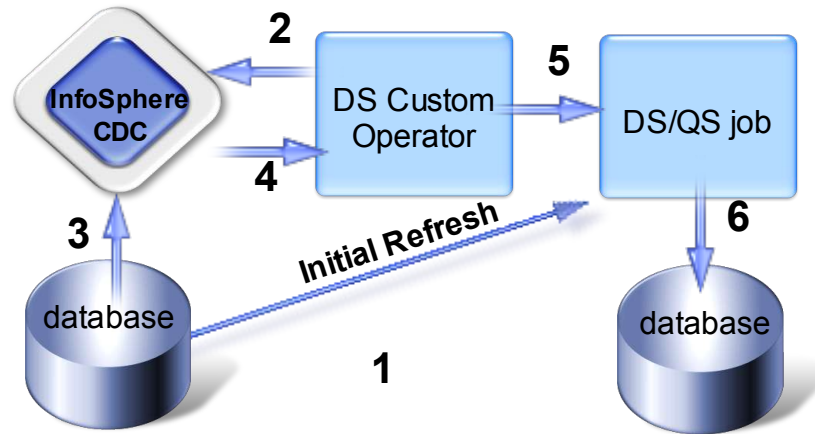 2
InfoSphere
CDC
DS Custom
Operator
5
DS/QS job
4
3
Initial Refresh
6
database
database
1